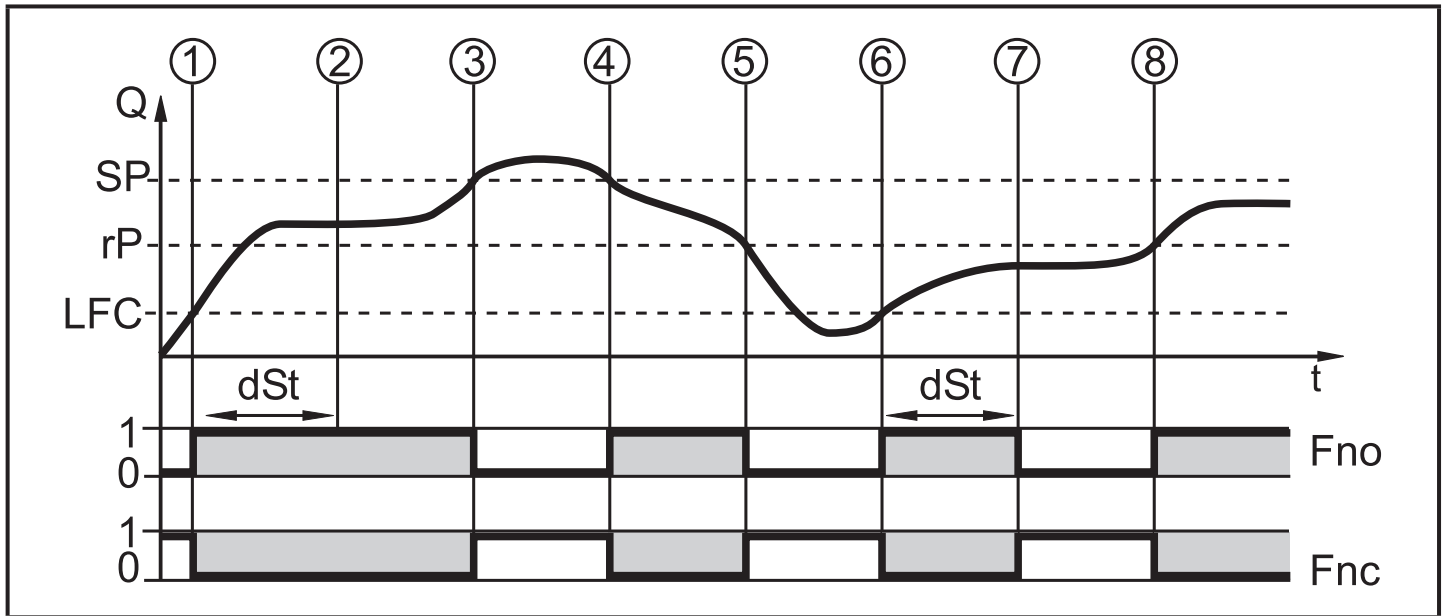 ① ② ③ ④ ⑤ ⑥ ⑦ ⑧
Q
SP
rP
LFC
t
dSt dSt
1
0
Fno
1
0
Fnc